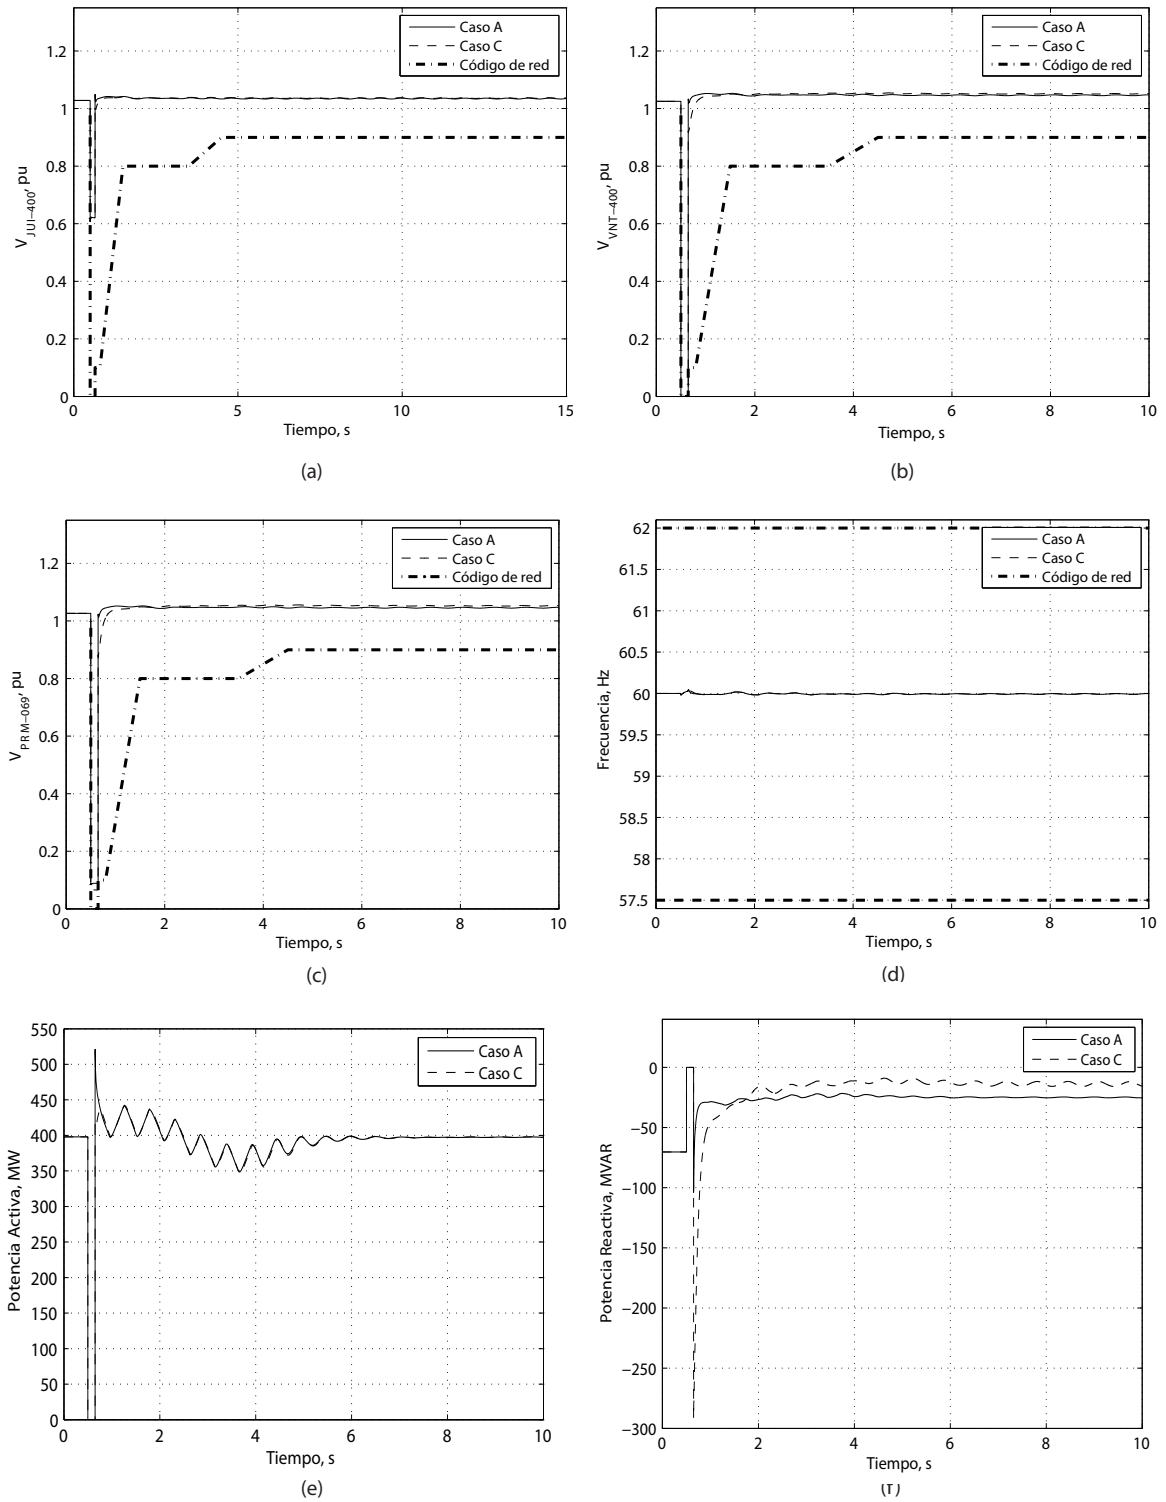 1.2
1
0.8
0.6
0.4
0.2
0
V JUI−400, pu
Caso A
Caso C
Código de red
0 5 10 15
Tiempo, s
(a)
1.2
1
0.8
0.6
0.4
0.2
0
V VNT−400, pu
Caso A
Caso C
Código de red
0 2 4 6 8 10
Tiempo, s
(b)
1.2
1
0.8
0.6
0.4
0.2
0
V PRM−069, pu
Caso A
Caso C
Código de red
0 2 4 6 8 10
Tiempo, s
(c)
62
61.5
61
60.5
60
59.5
59
58.5
58
57.5
Frecuencia, Hz
Caso A
Caso C
Código de red
0 2 4 6 8 10
Tiempo, s
(d)
550
500
450
400
350
300
250
200
150
100
50
0
Potencia Activa, MW
Caso A
Caso C
0 2 4 6 8 10
Tiempo, s
(e)
0
−50
−100
−150
−200
−250
−300
Potencia Reactiva, MVAR
Caso A
Caso C
0 2 4 6 8 10
Tiempo, s
(f)